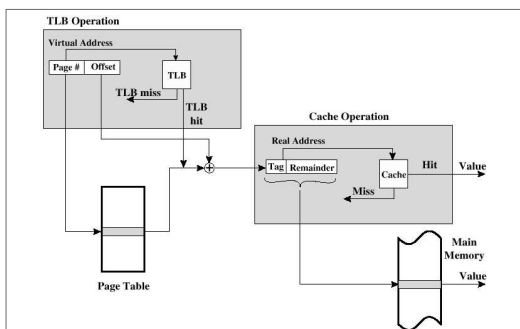 TLB Operation
Virtual Address
Page # Offset
TLB
TLB miss
TLB
hit
Cache Operation
Real Address
Tag Remainder
Cache
Hit
Value
Miss
Page Table
Main
Memory
Value